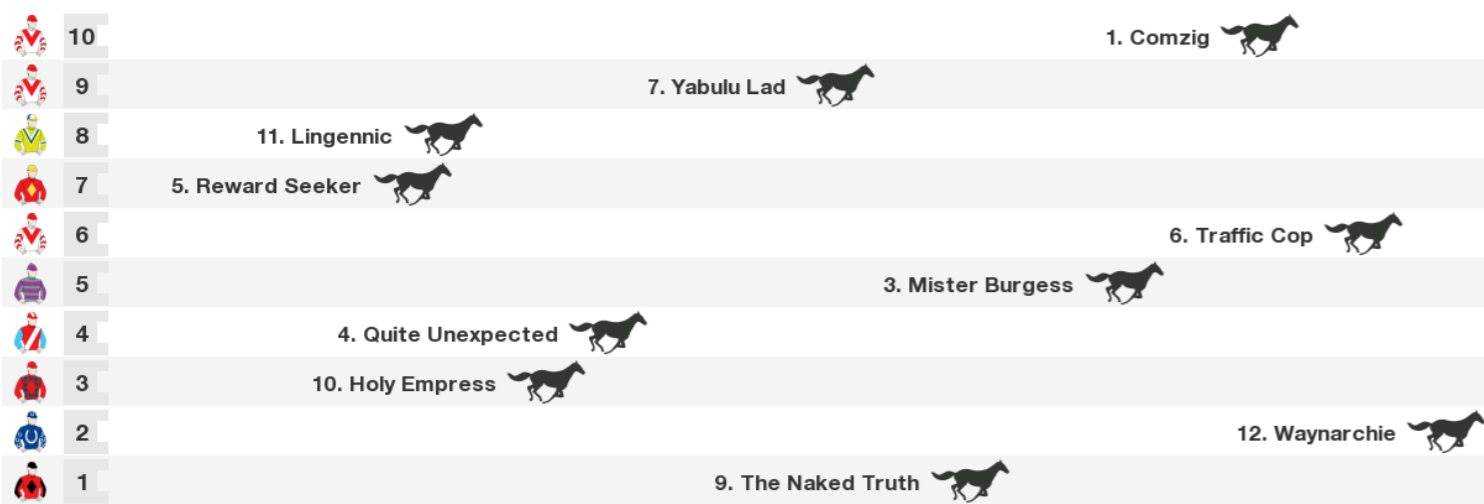 10 1. Comzig
9 7. Yabulu Lad
8 11. Lingennic
7 5. Reward Seeker
6 6. Traffic Cop
5 3. Mister Burgess
4 4. Quite Unexpected
3 10. Holy Empress
2 12. Waynarchie
1 9. The Naked Truth